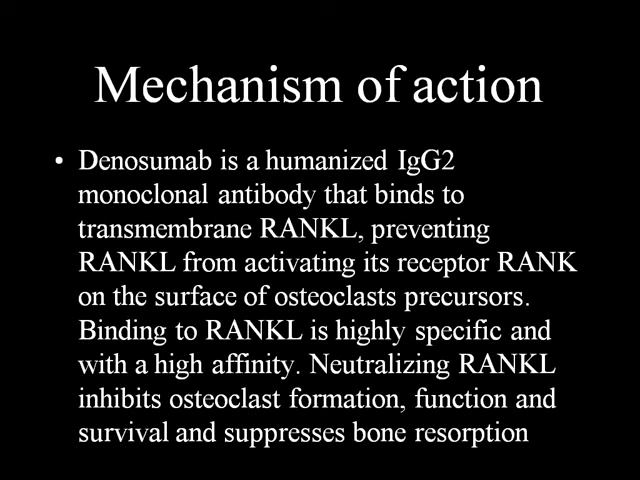 Mechanism of action
• Denosumab is a humanized IgG2
monoclonal antibody that binds to
transmembrane RANKL, preventing
RANKL from activating its receptor RANK
on the surface of osteoclasts precursors.
Binding to RANKL is highly specific and
with a high affinity. Neutralizing RANKL
inhibits osteoclast formation, function and
survival and suppresses bone resorption